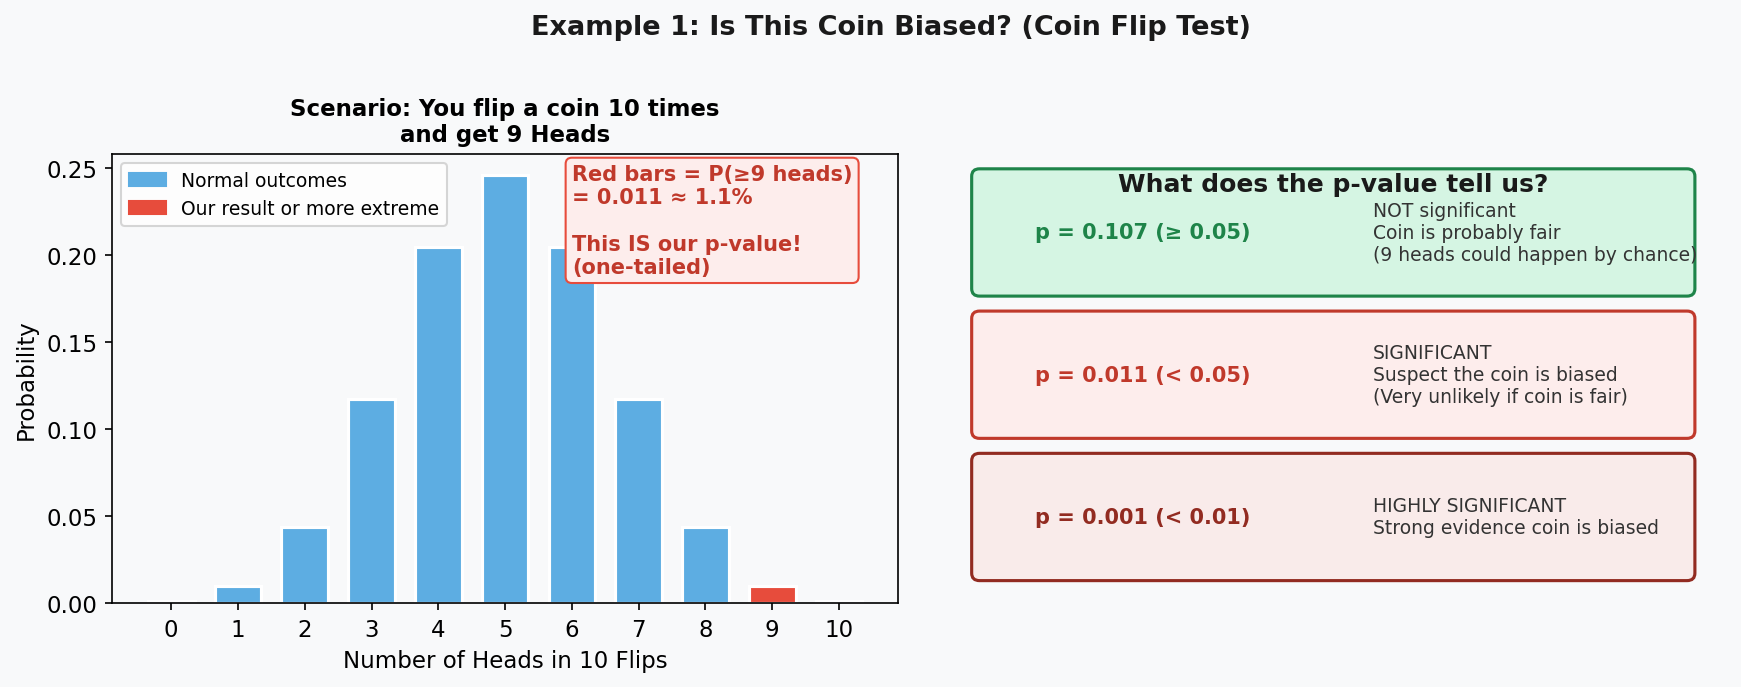 Example 1: Is This Coin Biased? (Coin Flip Test)
Scenario: You flip a coin 10 times
and get 9 Heads
Normal outcomes
Our result or more extreme
Red bars = P(≥9 heads)
= 0.011 ≈ 1.1%
This IS our p-value!
(one-tailed)
Probability
0.25
0.20
0.15
0.10
0.05
0.00
0 1 2 3 4 5 6 7 8 9 10
Number of Heads in 10 Flips
What does the p-value tell us?
p = 0.107 (≥ 0.05)
NOT significant
Coin is probably fair
(9 heads could happen by chance)
p = 0.011 (< 0.05)
SIGNIFICANT
Suspect the coin is biased
(Very unlikely if coin is fair)
p = 0.001 (< 0.01)
HIGHLY SIGNIFICANT
Strong evidence coin is biased